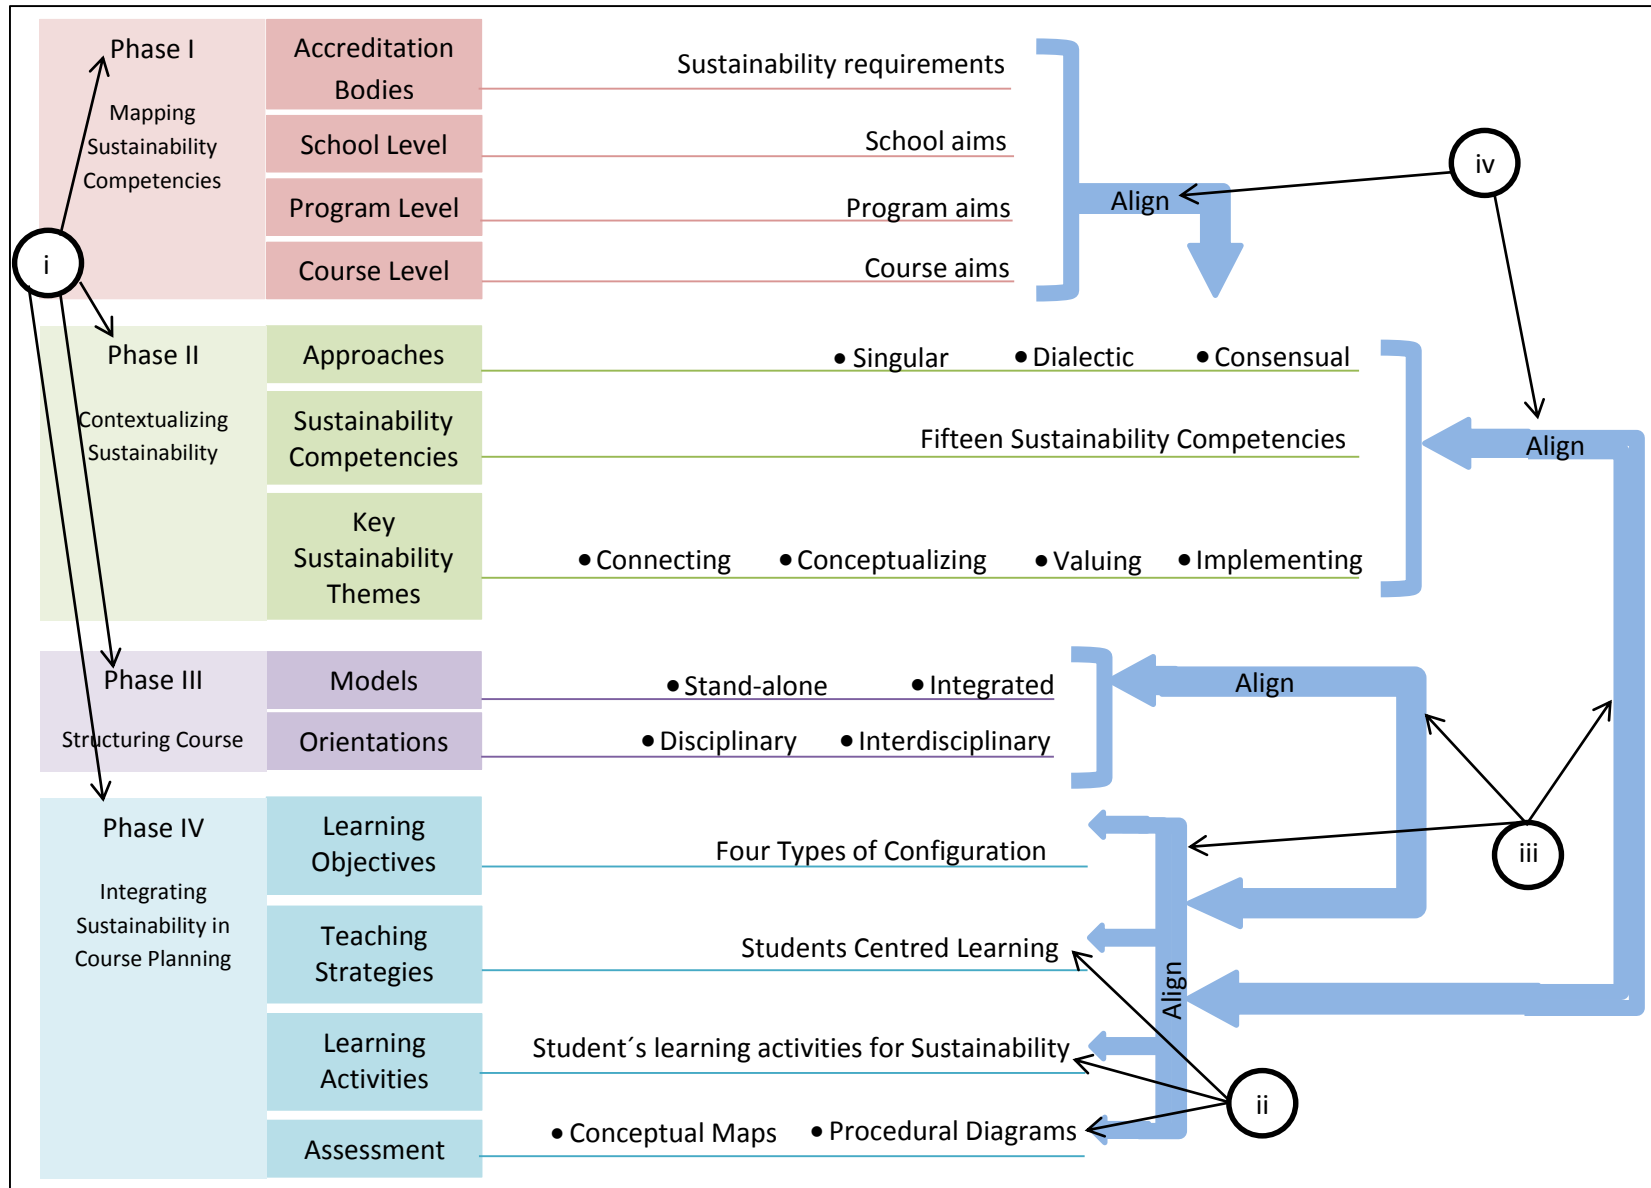 Phase I
Mapping
Sustainability
Competencies
Accreditation
Bodies
Sustainability requirements
School Level
School aims
Program Level
Program aims
Course Level
Course aims
Align
iv
i
Phase II
Contextualizing
Sustainability
Approaches
• Singular
• Dialectic
• Consensual
Sustainability
Competencies
Fifteen Sustainability Competencies
Key
Sustainability
Themes
• Connecting
• Conceptualizing
• Valuing
• Implementing
Align
Phase III
Structuring Course
Models
• Stand-alone
• Integrated
Orientations
• Disciplinary
• Interdisciplinary
Align
iii
Phase IV
Integrating
Sustainability in
Course Planning
Learning
Objectives
Four Types of Configuration
Teaching
Strategies
Students Centred Learning
Learning
Activities
Student´s learning activities for Sustainability
Assessment
• Conceptual Maps
• Procedural Diagrams
Align
ii